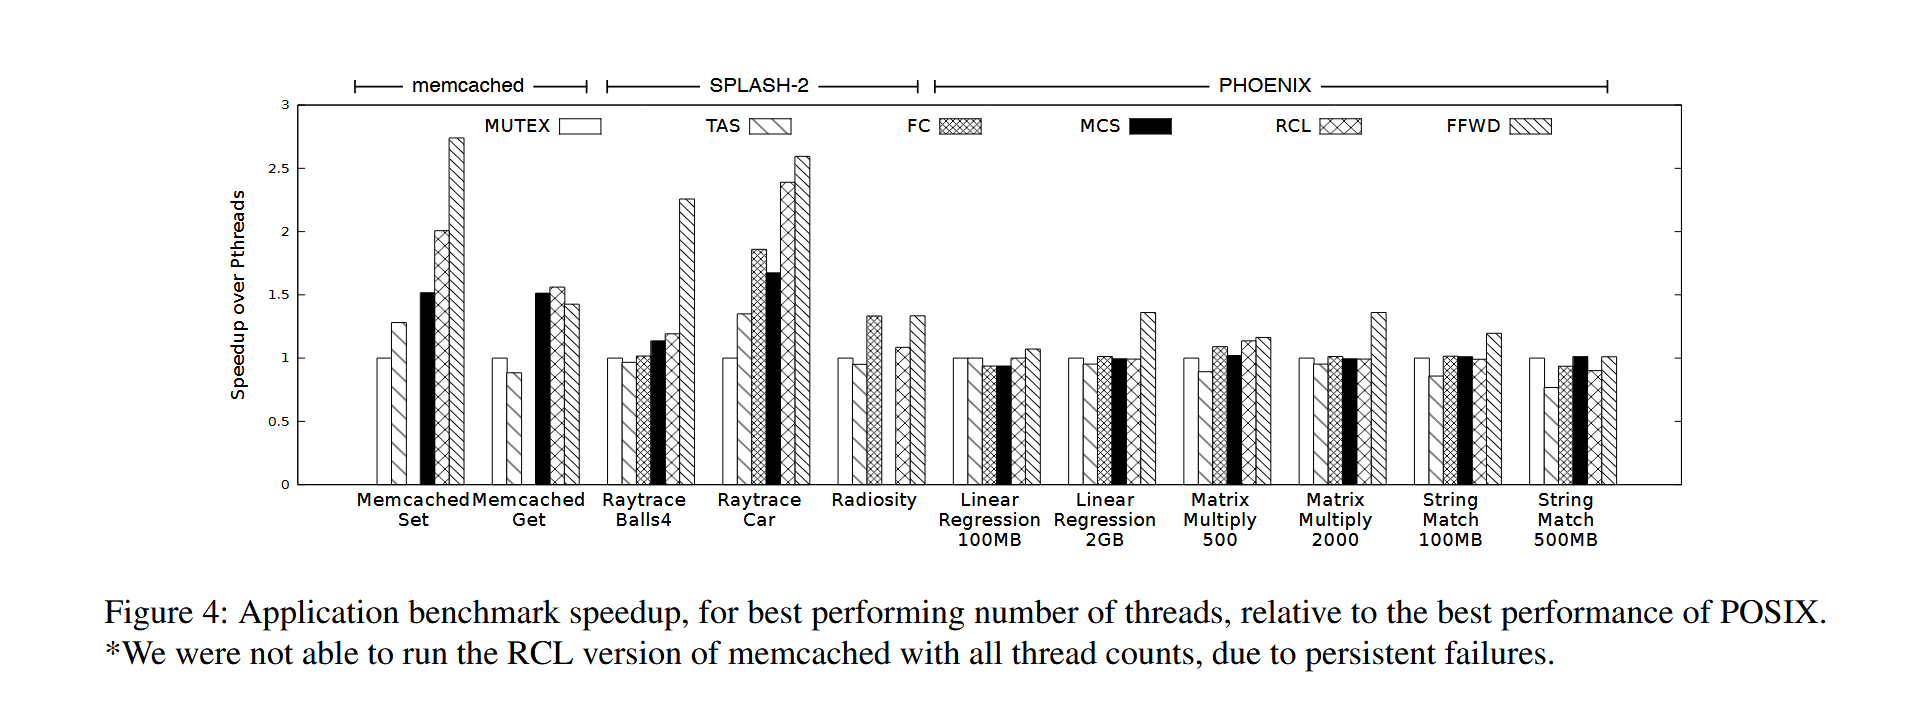 memcached SPLASH-2 PHOENIX
3
MUTEX TAS FC MCS RCL FFWD
2.5
2
1.5
1
0.5
0
Speedup over Pthreads
Memcached Set
Memcached Get
Raytrace Balls4
Raytrace Car
Radiosity
Linear Regression 100MB
Linear Regression 2GB
Matrix Multiply 500
Matrix Multiply 2000
String Match 100MB
String Match 500MB
Figure 4: Application benchmark speedup, for best performing number of threads, relative to the best performance of POSIX.
*We were not able to run the RCL version of memcached with all thread counts, due to persistent failures.